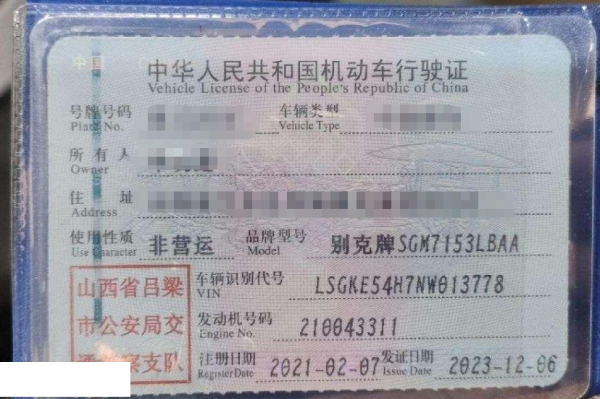 中国
中华人民共和国机动车行驶证
Vehicle License of the People's Republic of China
号牌号码 车辆类型
Plate No. Vehicle Type
所有人
Owner
住址
Address
使用性质 非营运 品牌型号 别克牌SGM7153LBAA
Use Character Model
山西省吕梁 车辆识别代号 LSGKE54H7NW013778
VIN
市公安局交 发动机号码 210043311
Engine No.
察支队 注册日期 2021-02-07 发证日期 2023-12-06
Register Date Issue Date